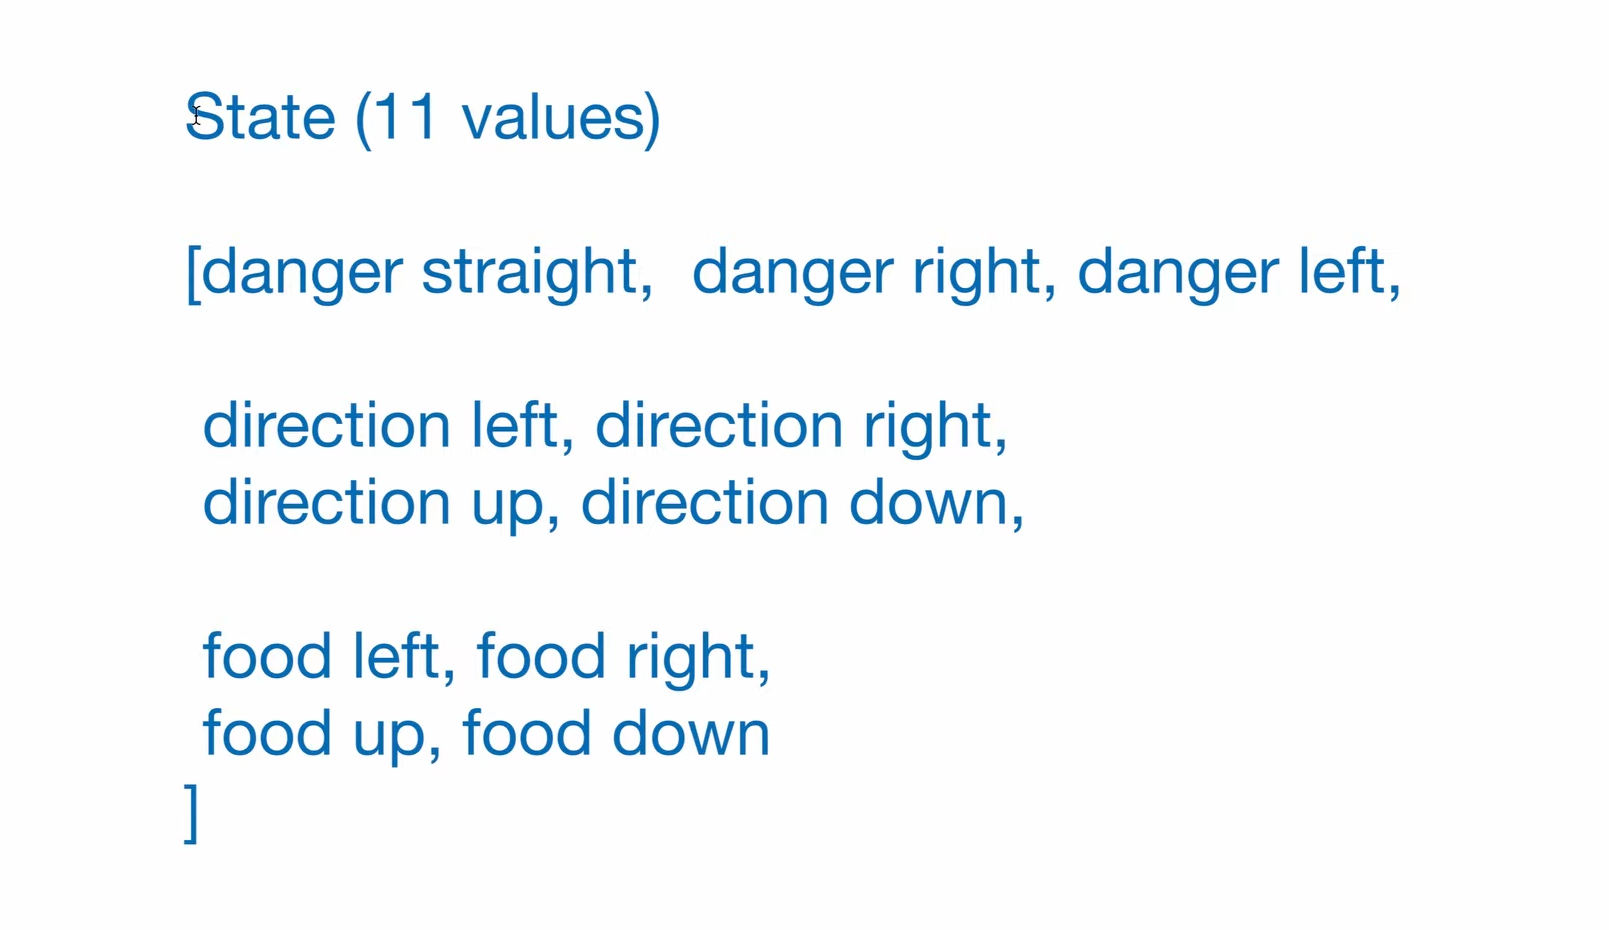 State (11 values)
[danger straight,  danger right, danger left,
direction left, direction right,
direction up, direction down,
food left, food right,
food up, food down
]